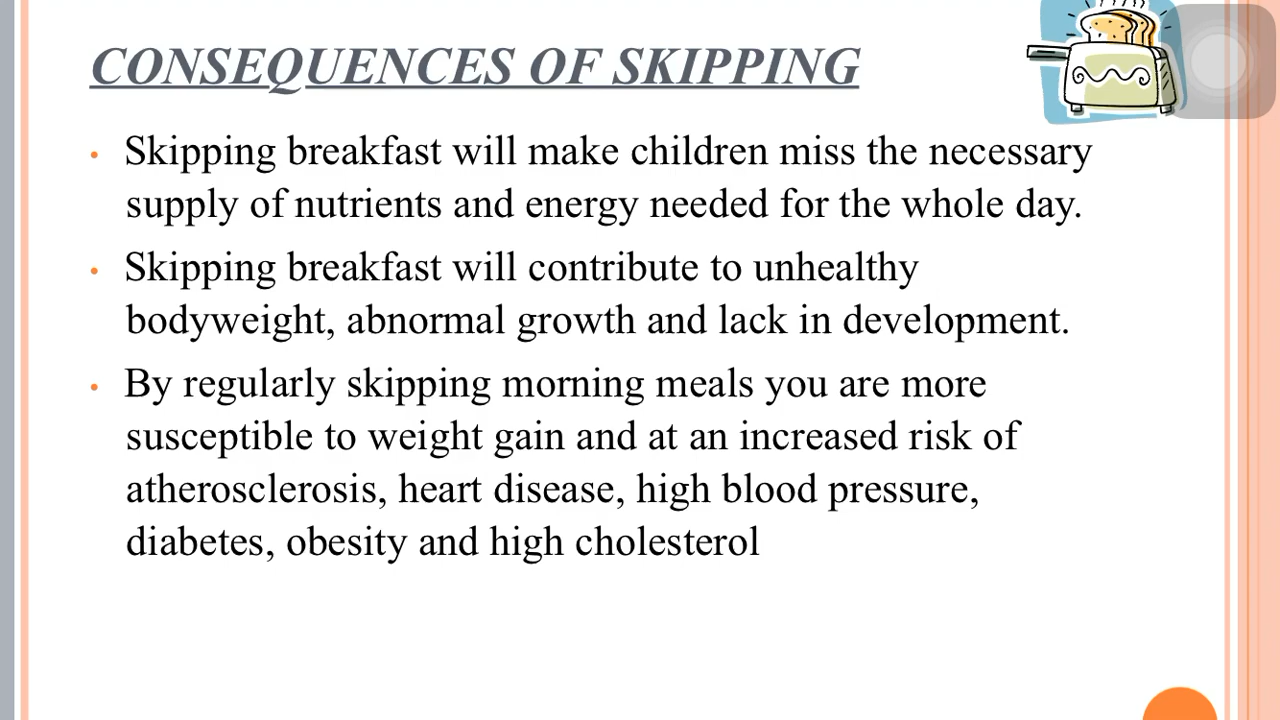 CONSEQUENCES OF SKIPPING
• Skipping breakfast will make children miss the necessary
supply of nutrients and energy needed for the whole day.
• Skipping breakfast will contribute to unhealthy
bodyweight, abnormal growth and lack in development.
• By regularly skipping morning meals you are more
susceptible to weight gain and at an increased risk of
atherosclerosis, heart disease, high blood pressure,
diabetes, obesity and high cholesterol